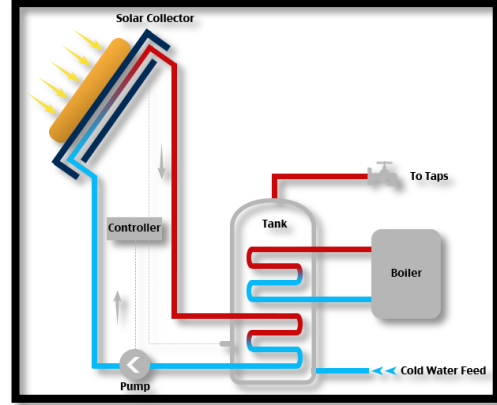 Solar Collector
To Taps
Tank
Controller
Boiler
Cold Water Feed
Pump